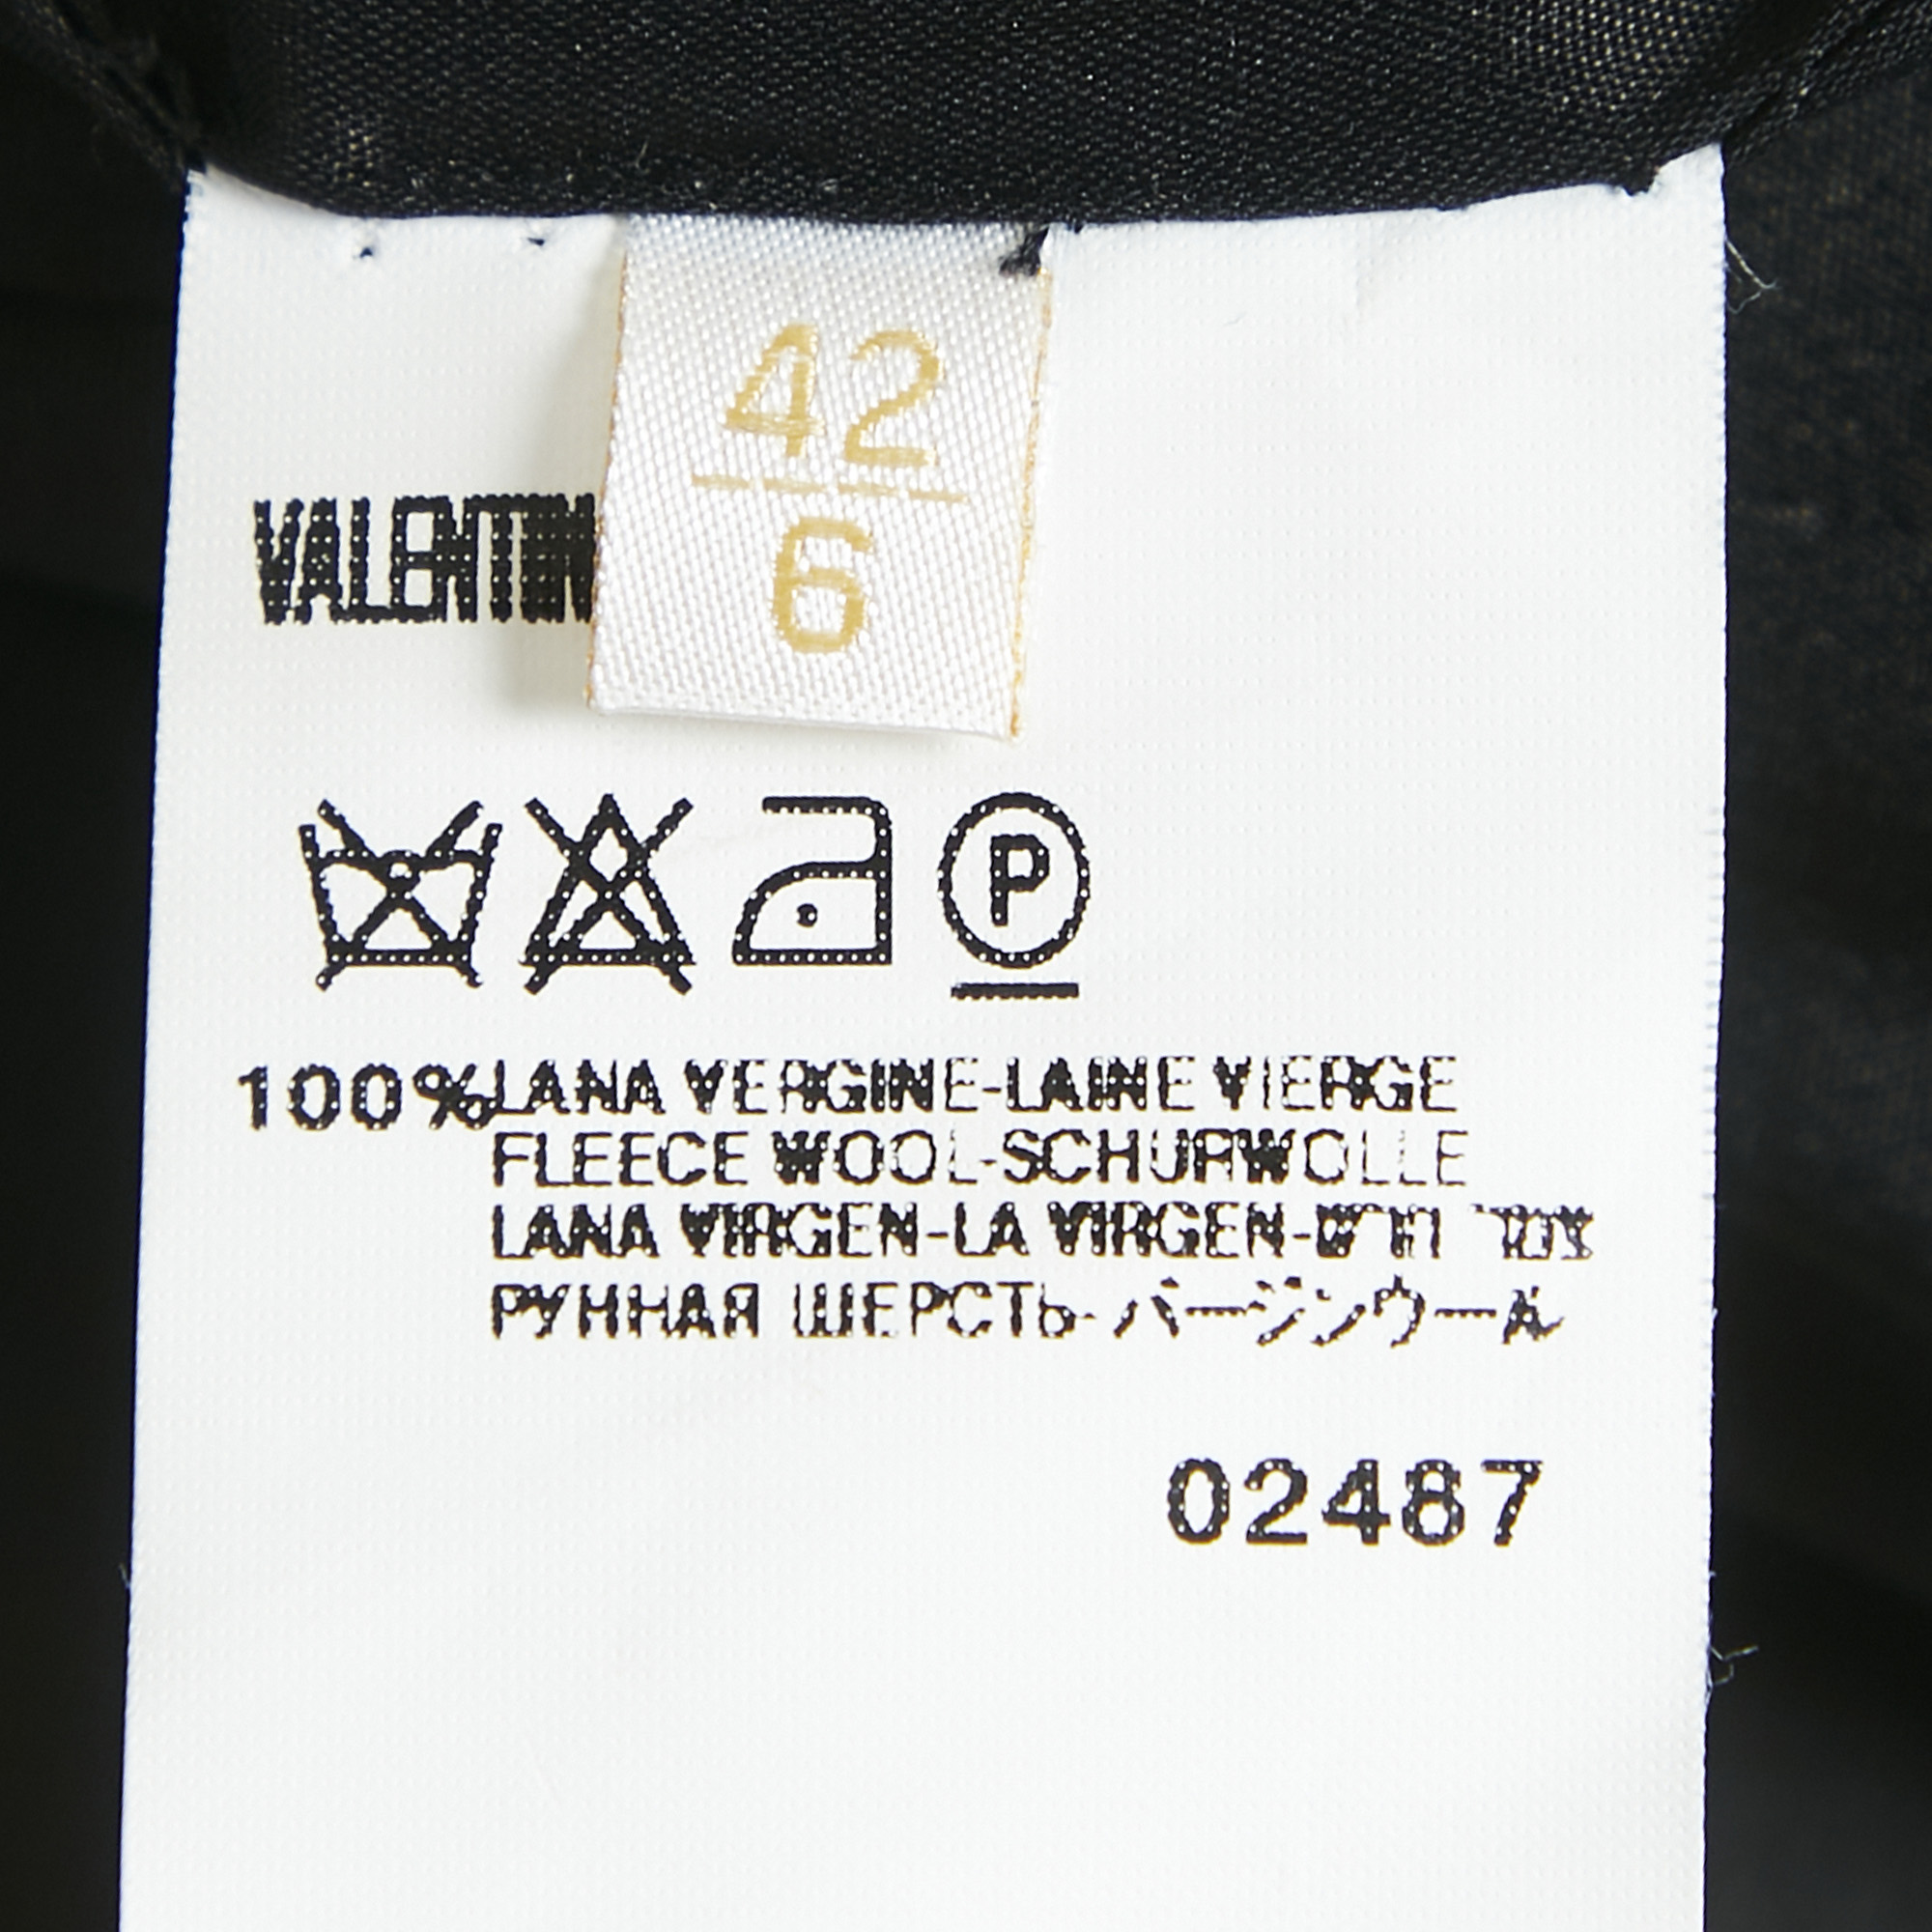 42
6
VALENTIN
P
100% LANA VERGINE-LAINE VIERGE
FLEECE WOOL-SCHURWOLLE
LANA VIRGEN-LA VIRGEN-
РУННАЯ ШЕРСТЬ-バージンウール
02487